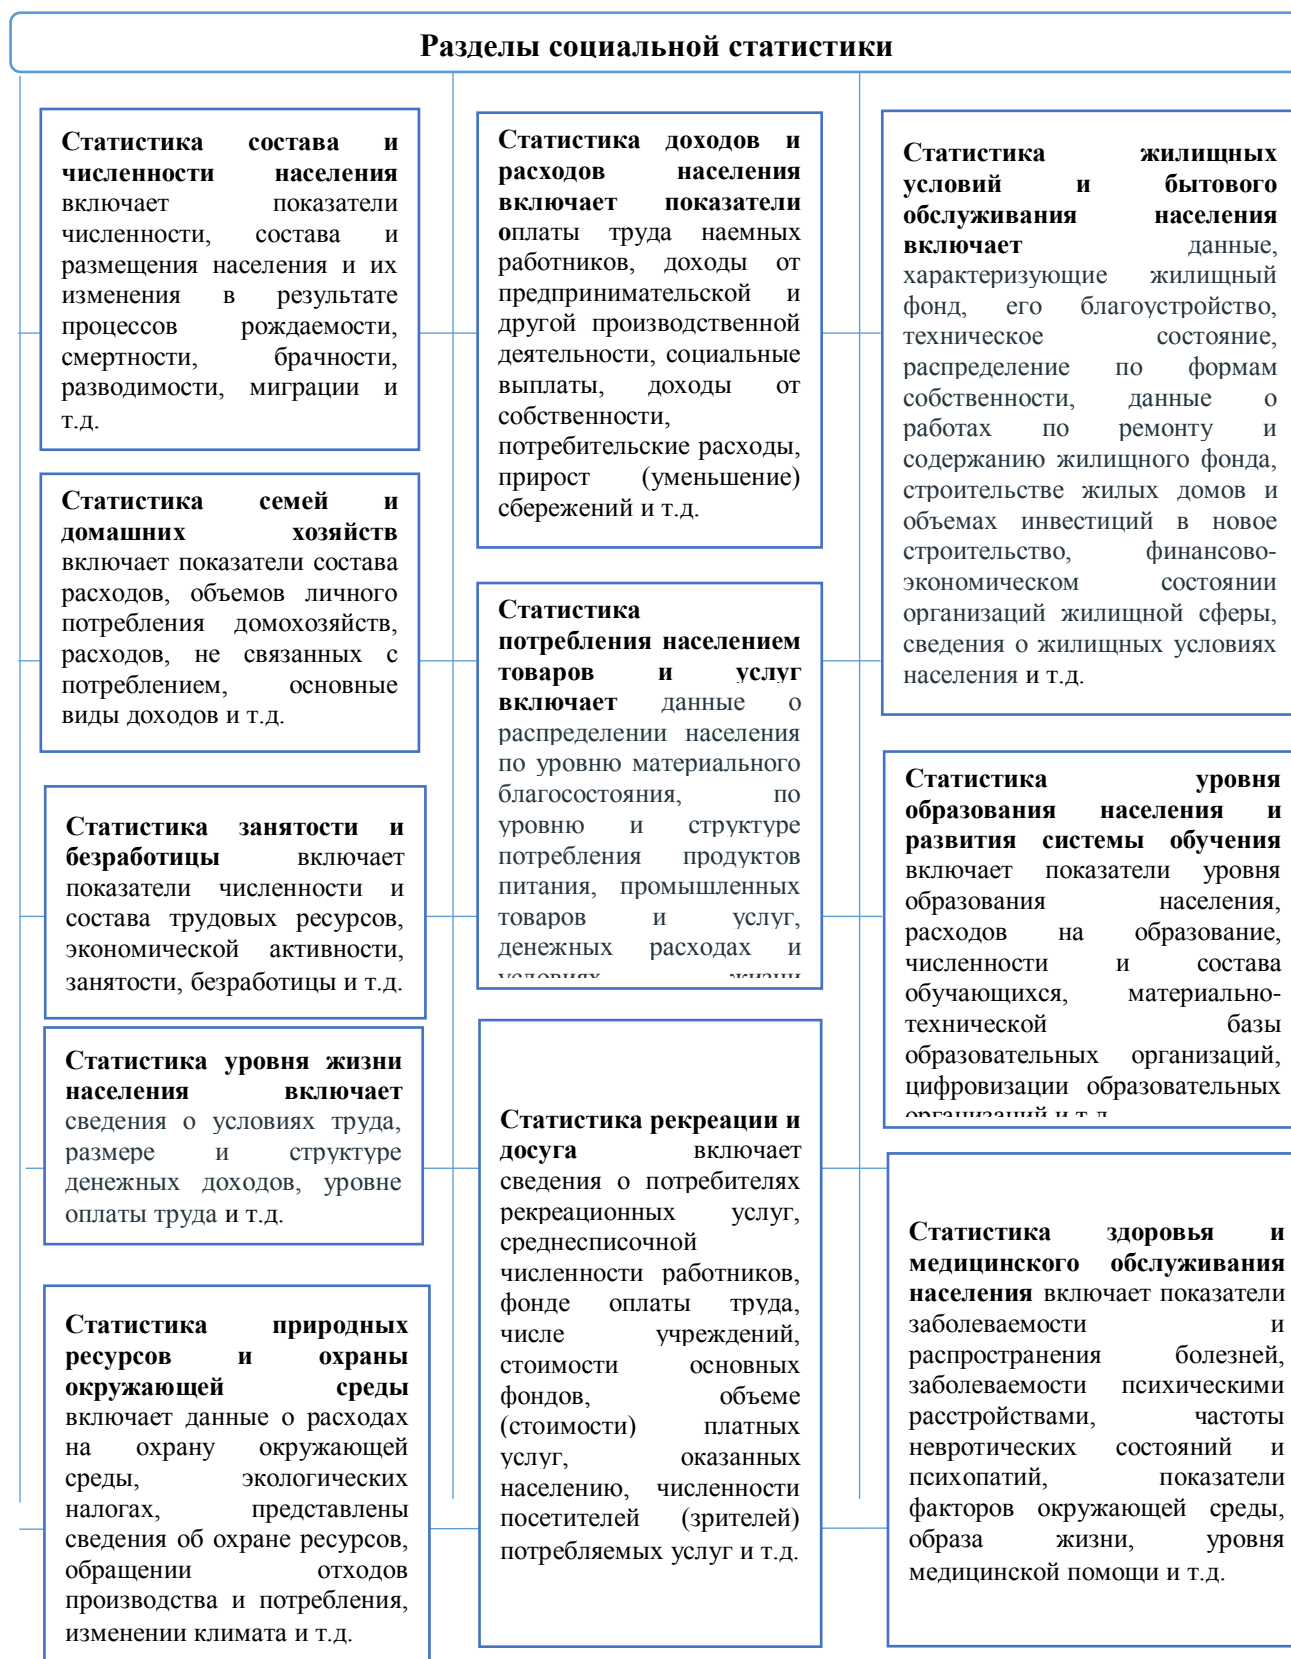 Разделы социальной статистики
Статистика состава и
численности населения
включает показатели
численности, состава и
размещения населения и их
изменения в результате
процессов рождаемости,
смертности, брачности,
разводимости, миграции и
т.д.
Статистика семей и
домашних хозяйств
включает показатели состава
расходов, объемов личного
потребления домохозяйств,
расходов, не связанных с
потреблением, основные
виды доходов и т.д.
Статистика занятости и
безработицы включает
показатели численности и
состава трудовых ресурсов,
экономической активности,
занятости, безработицы и т.д.
Статистика уровня жизни
населения включает
сведения о условиях труда,
размере и структуре
денежных доходов, уровне
оплаты труда и т.д.
Статистика природных
ресурсов и охраны
окружающей среды
включает данные о расходах
на охрану окружающей
среды, экологических
налогах, представлены
сведения об охране ресурсов,
обращении отходов
производства и потребления,
изменении климата и т.д.
Статистика доходов и
расходов населения
включает показатели
оплаты труда наемных
работников, доходы от
предпринимательской и
другой производственной
деятельности, социальные
выплаты, доходы от
собственности,
потребительские расходы,
прирост (уменьшение)
сбережений и т.д.
Статистика
потребления населением
товаров и услуг
включает данные о
распределении населения
по уровню материального
благосостояния, по
уровню и структуре
потребления продуктов
питания, промышленных
товаров и услуг,
денежных расходах и
условиях жизни
Статистика рекреации и
досуга включает
сведения о потребителях
рекреационных услуг,
среднесписочной
численности работников,
фонде оплаты труда,
числе учреждений,
стоимости основных
фондов, объеме
(стоимости) платных
услуг, оказанных
населению, численности
посетителей (зрителей)
потребляемых услуг и т.д.
Статистика жилищных
условий и бытового
обслуживания населения
включает данные,
характеризующие жилищный
фонд, его благоустройство,
техническое состояние,
распределение по формам
собственности, данные о
работах по ремонту и
содержанию жилищного фонда,
строительстве жилых домов и
объемах инвестиций в новое
строительство, финансово-
экономическом состоянии
организаций жилищной сферы,
сведения о жилищных условиях
населения и т.д.
Статистика уровня
образования населения и
развития системы обучения
включает показатели уровня
образования населения,
расходов на образование,
численности и состава
обучающихся, материально-
технической базы
образовательных организаций,
цифровизации образовательных
организаций и т.д.
Статистика здоровья и
медицинского обслуживания
населения включает показатели
заболеваемости и
распространения болезней,
заболеваемости психическими
расстройствами, частоты
невротических состояний и
психопатий, показатели
факторов окружающей среды,
образа жизни, уровня
медицинской помощи и т.д.